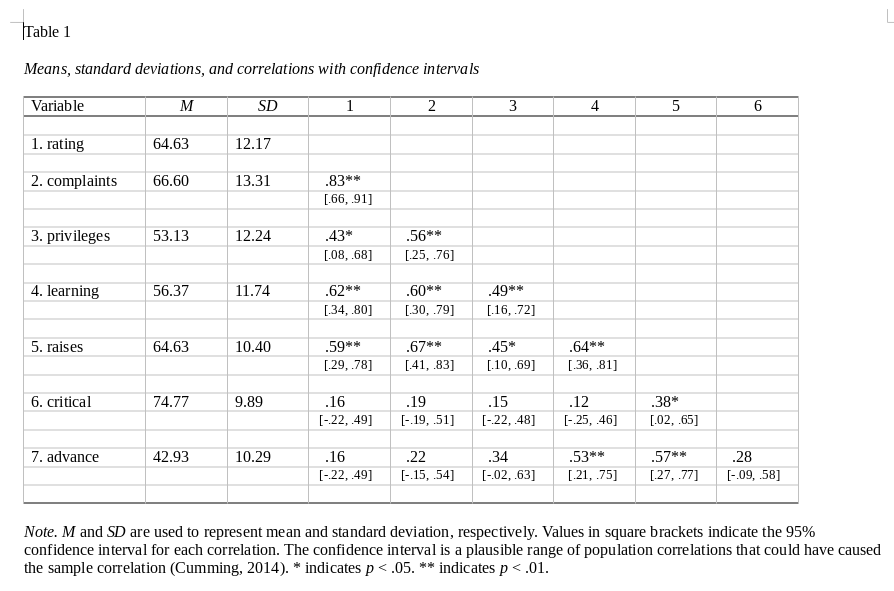 Table 1
Means, standard deviations, and correlations with confidence intervals
Variable M SD 1 2 3 4 5 6
1. rating 64.63 12.17
2. complaints 66.60 13.31 .83**
[.66, .91]
3. privileges 53.13 12.24 .43* .56**
[.08, .68] [.25, .76]
4. learning 56.37 11.74 .62** .60** .49**
[.34, .80] [.30, .79] [.16, .72]
5. raises 64.63 10.40 .59** .67** .45* .64**
[.29, .78] [.41, .83] [.10, .69] [.36, .81]
6. critical 74.77 9.89 .16 .19 .15 .12 .38*
[-.22, .49] [-.19, .51] [-.22, .48] [-.25, .46] [.02, .65]
7. advance 42.93 10.29 .16 .22 .34 .53** .57** .28
[-.22, .49] [-.15, .54] [-.02, .63] [.21, .75] [.27, .77] [-.09, .58]
Note. M and SD are used to represent mean and standard deviation, respectively. Values in square brackets indicate the 95%
confidence interval for each correlation. The confidence interval is a plausible range of population correlations that could have caused
the sample correlation (Cumming, 2014). * indicates p < .05. ** indicates p < .01.